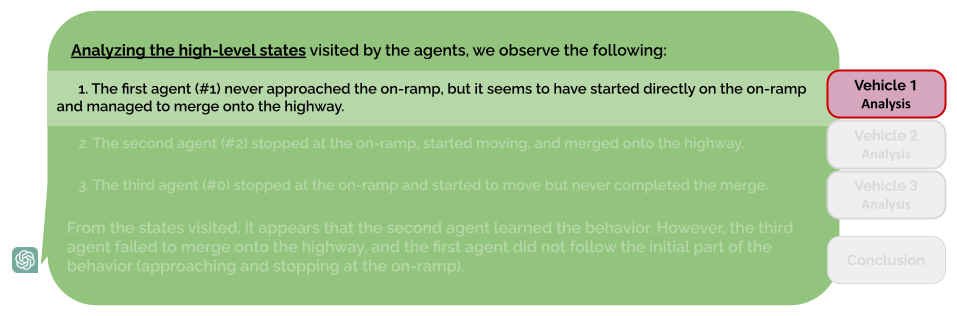 Analyzing the high-level states visited by the agents, we observe the following:
1. The first agent (#1) never approached the on-ramp, but it seems to have started directly on the on-ramp
and managed to merge onto the highway.
Vehicle 1
Analysis
2. The second agent (#2) stopped at the on-ramp, started moving, and merged onto the highway.
Vehicle 2
Analysis
3. The third agent (#0) stopped at the on-ramp and started to move but never completed the merge.
Vehicle 3
Analysis
From the states visited, it appears that the second agent learned the behavior. However, the third
agent failed to merge onto the highway, and the first agent did not follow the initial part of the
behavior (approaching and stopping at the on-ramp).
Conclusion